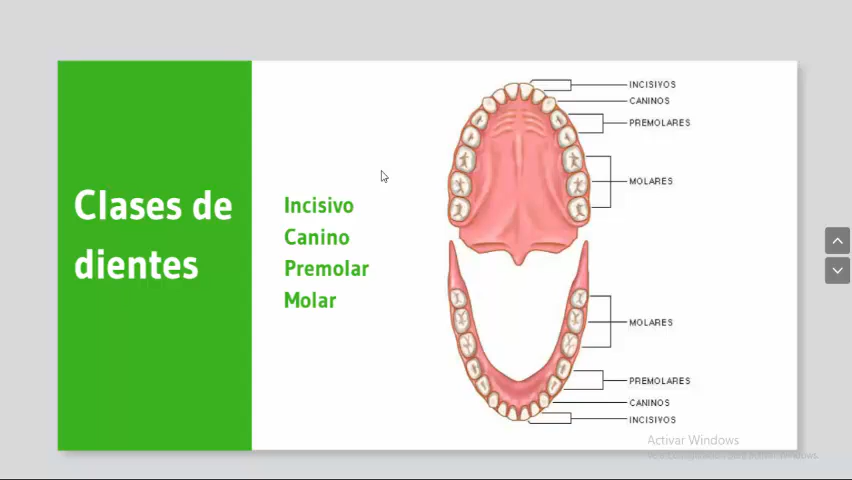 Clases de
dientes
Incisivo
Canino
Premolar
Molar
INCISIVOS
CANINOS
PREMOLARES
MOLARES
MOLARES
PREMOLARES
CANINOS
INCISIVOS
Activar Windows